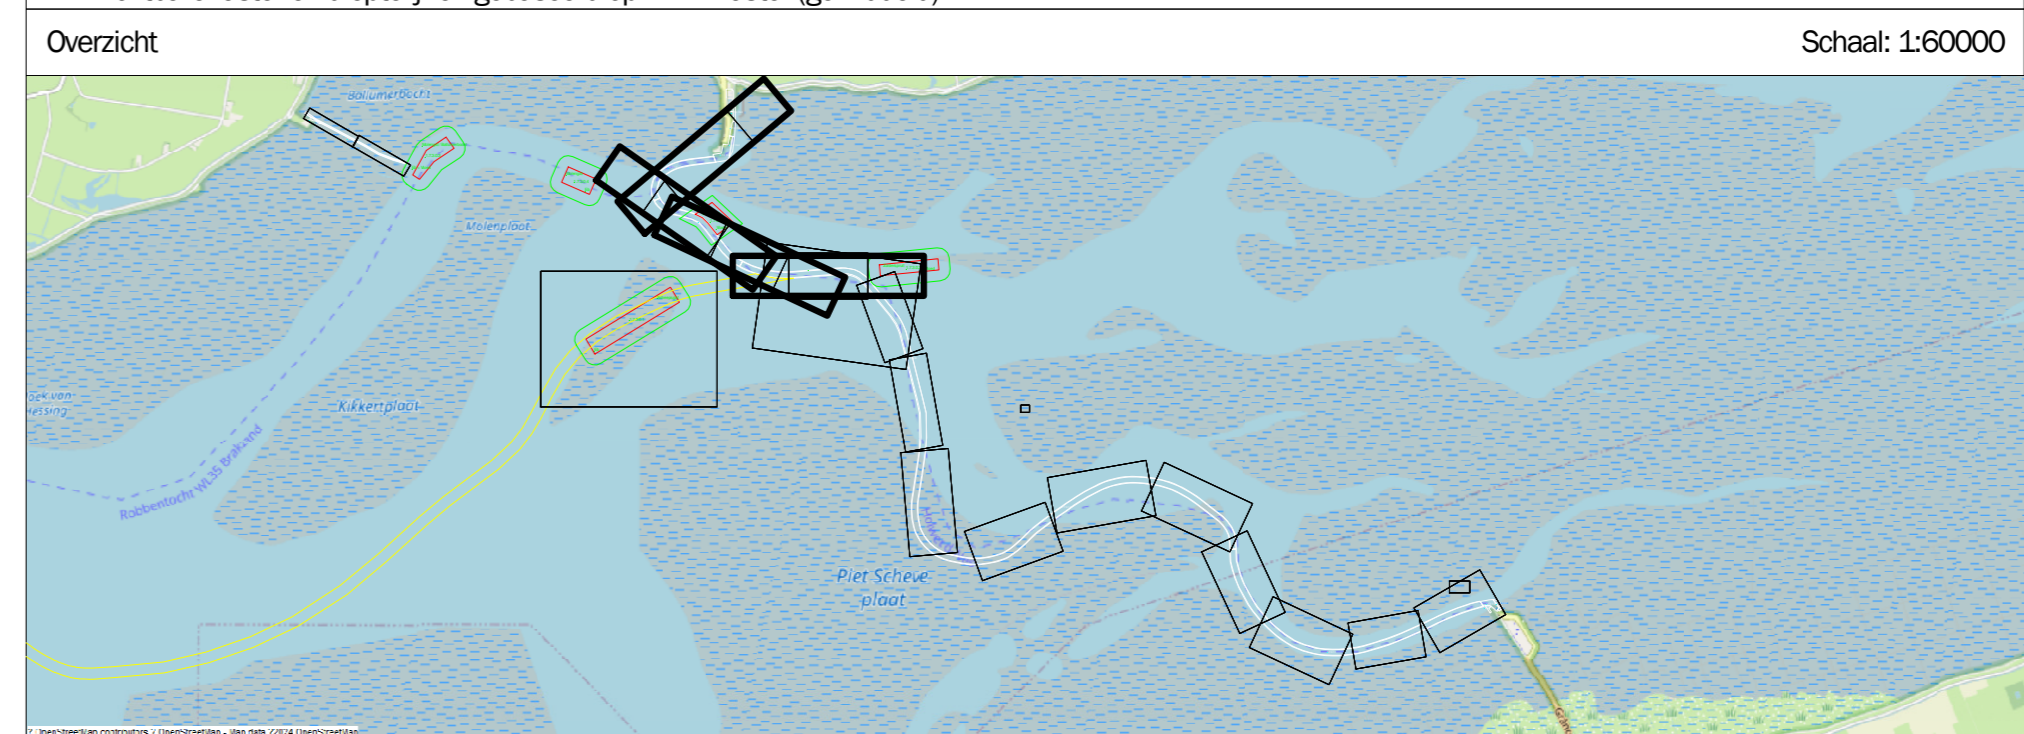 Overzicht
Schaal: 1:60000
Ballumerbocht
Molenplaat
Kikkertplaat
Robbentocht WL35 Brakzand
Piet Scheve
plaat